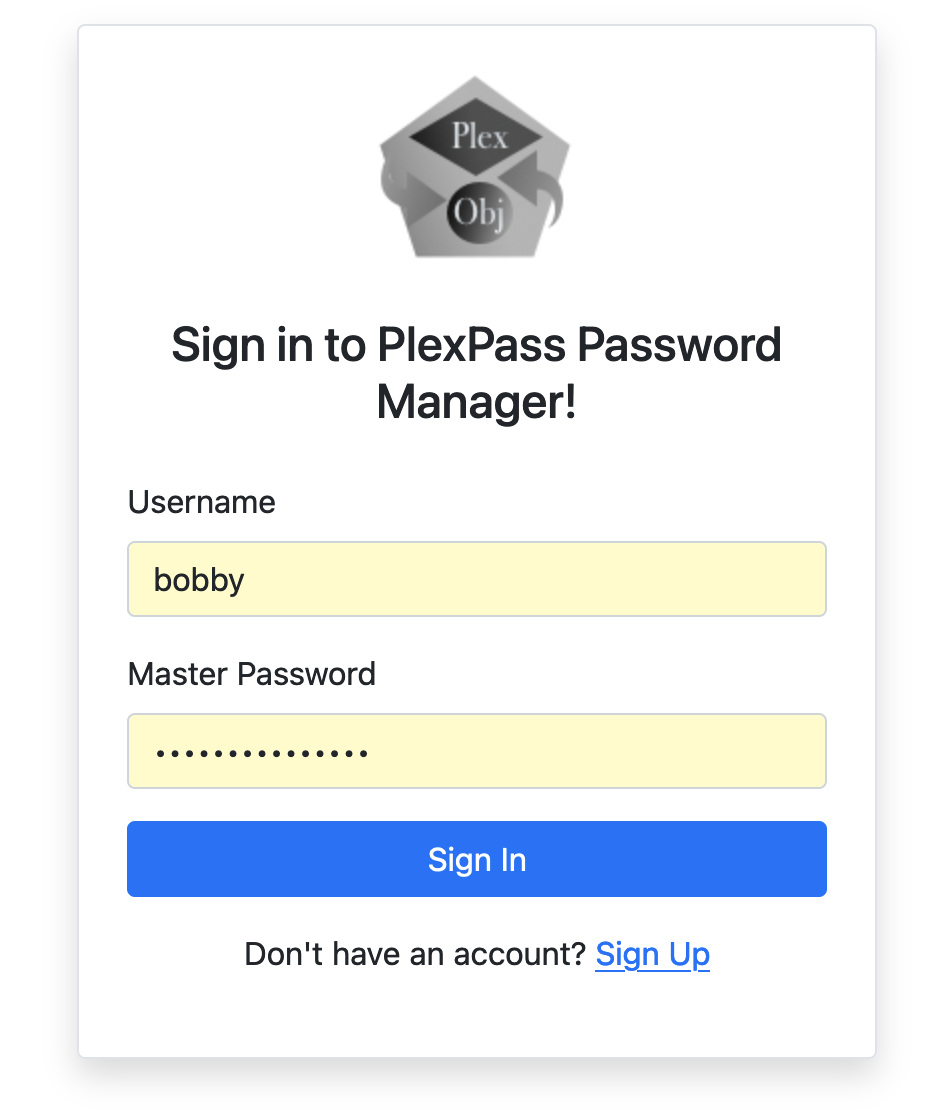 Plex
Obj
Sign in to PlexPass Password
Manager!
Username
bobby
Master Password
•••••••••••••••
Sign In
Don't have an account? Sign Up